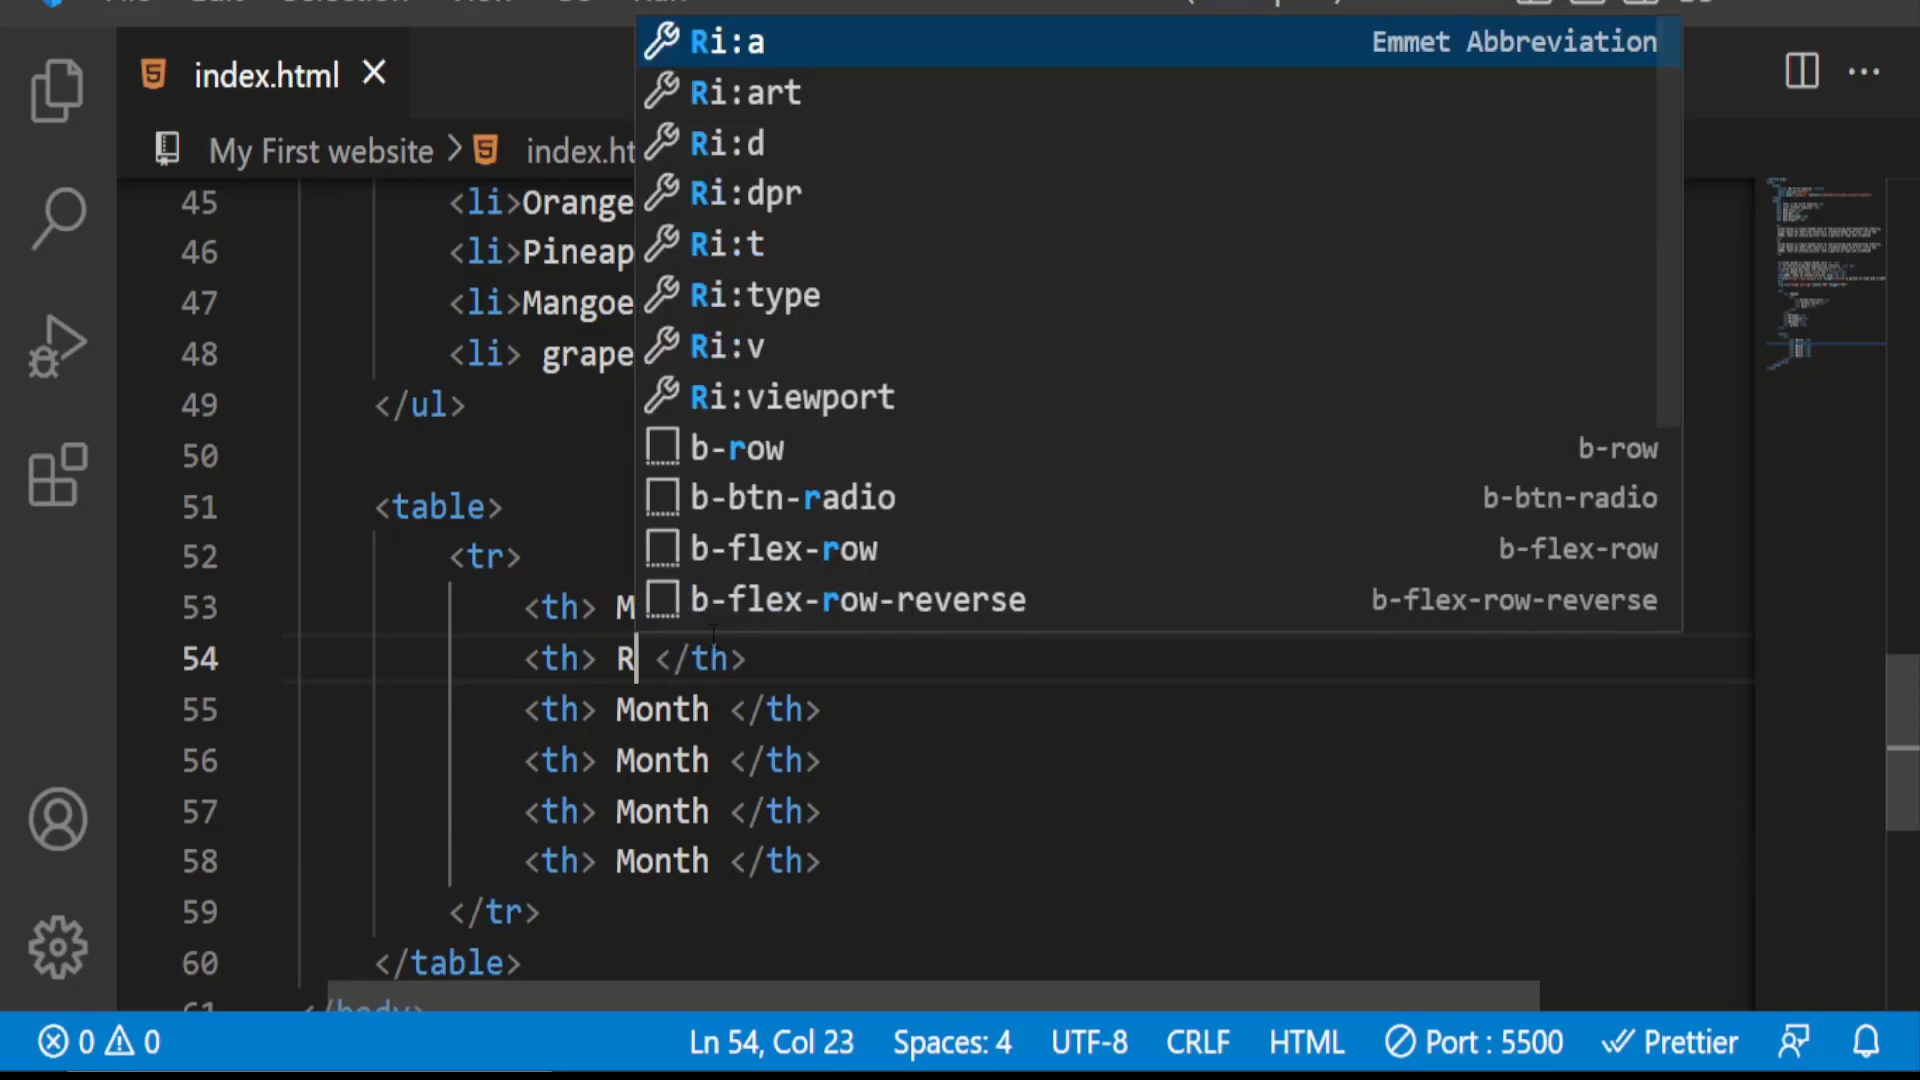 index.html
My First website > index.ht
Ri:a Emmet Abbreviation
Ri:art
Ri:d
Ri:dpr
Ri:t
Ri:type
Ri:v
Ri:viewport
b-row b-row
b-btn-radio b-btn-radio
b-flex-row b-flex-row
b-flex-row-reverse b-flex-row-reverse
45 <li>Orange
46 <li>Pineap
47 <li>Mangoe
48 <li> grape
49 </ul>
50
51 <table>
52 <tr>
53 <th> M
54 <th> R </th>
55 <th> Month </th>
56 <th> Month </th>
57 <th> Month </th>
58 <th> Month </th>
59 </tr>
60 </table>
61 </body>
0 0 Ln 54, Col 23 Spaces: 4 UTF-8 CRLF HTML Port : 5500 Prettier